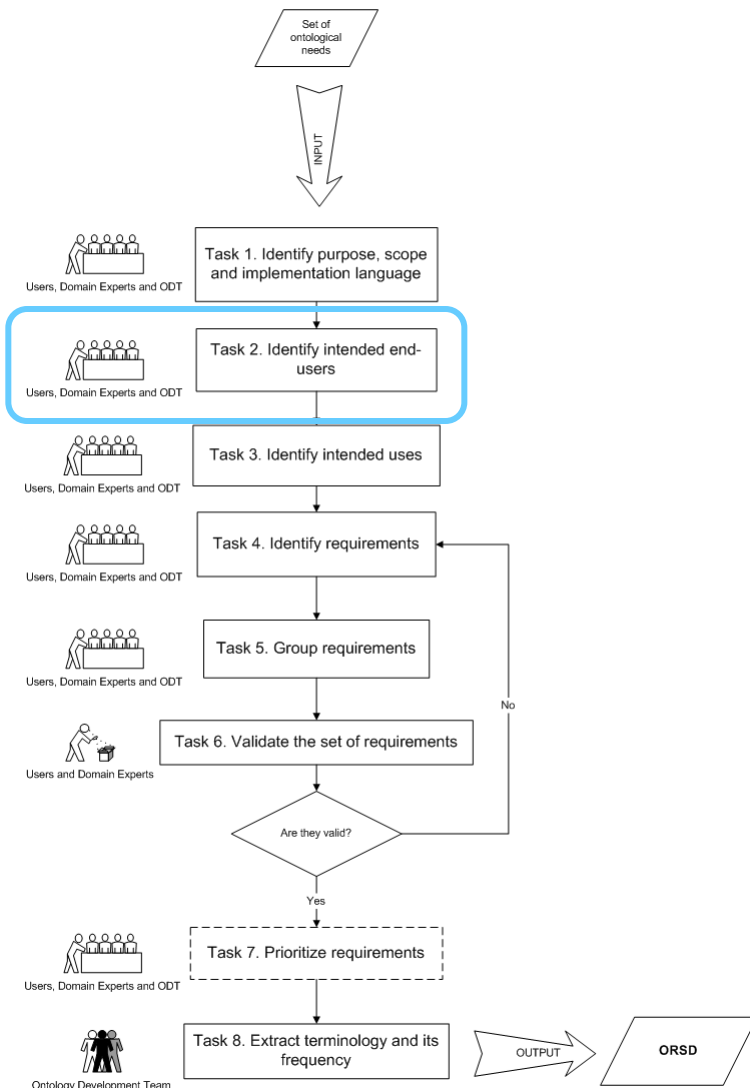 Set of
ontological
needs
INPUT
Task 1. Identify purpose, scope
and implementation language
Users, Domain Experts and ODT
Task 2. Identify intended end-
users
Users, Domain Experts and ODT
Task 3. Identify intended uses
Users, Domain Experts and ODT
Task 4. Identify requirements
Users, Domain Experts and ODT
Task 5. Group requirements
Users, Domain Experts and ODT
No
Task 6. Validate the set of requirements
Users and Domain Experts
Are they valid?
Yes
Task 7. Prioritize requirements
Users, Domain Experts and ODT
Task 8. Extract terminology and its
frequency
Ontology Development Team
OUTPUT
ORSD